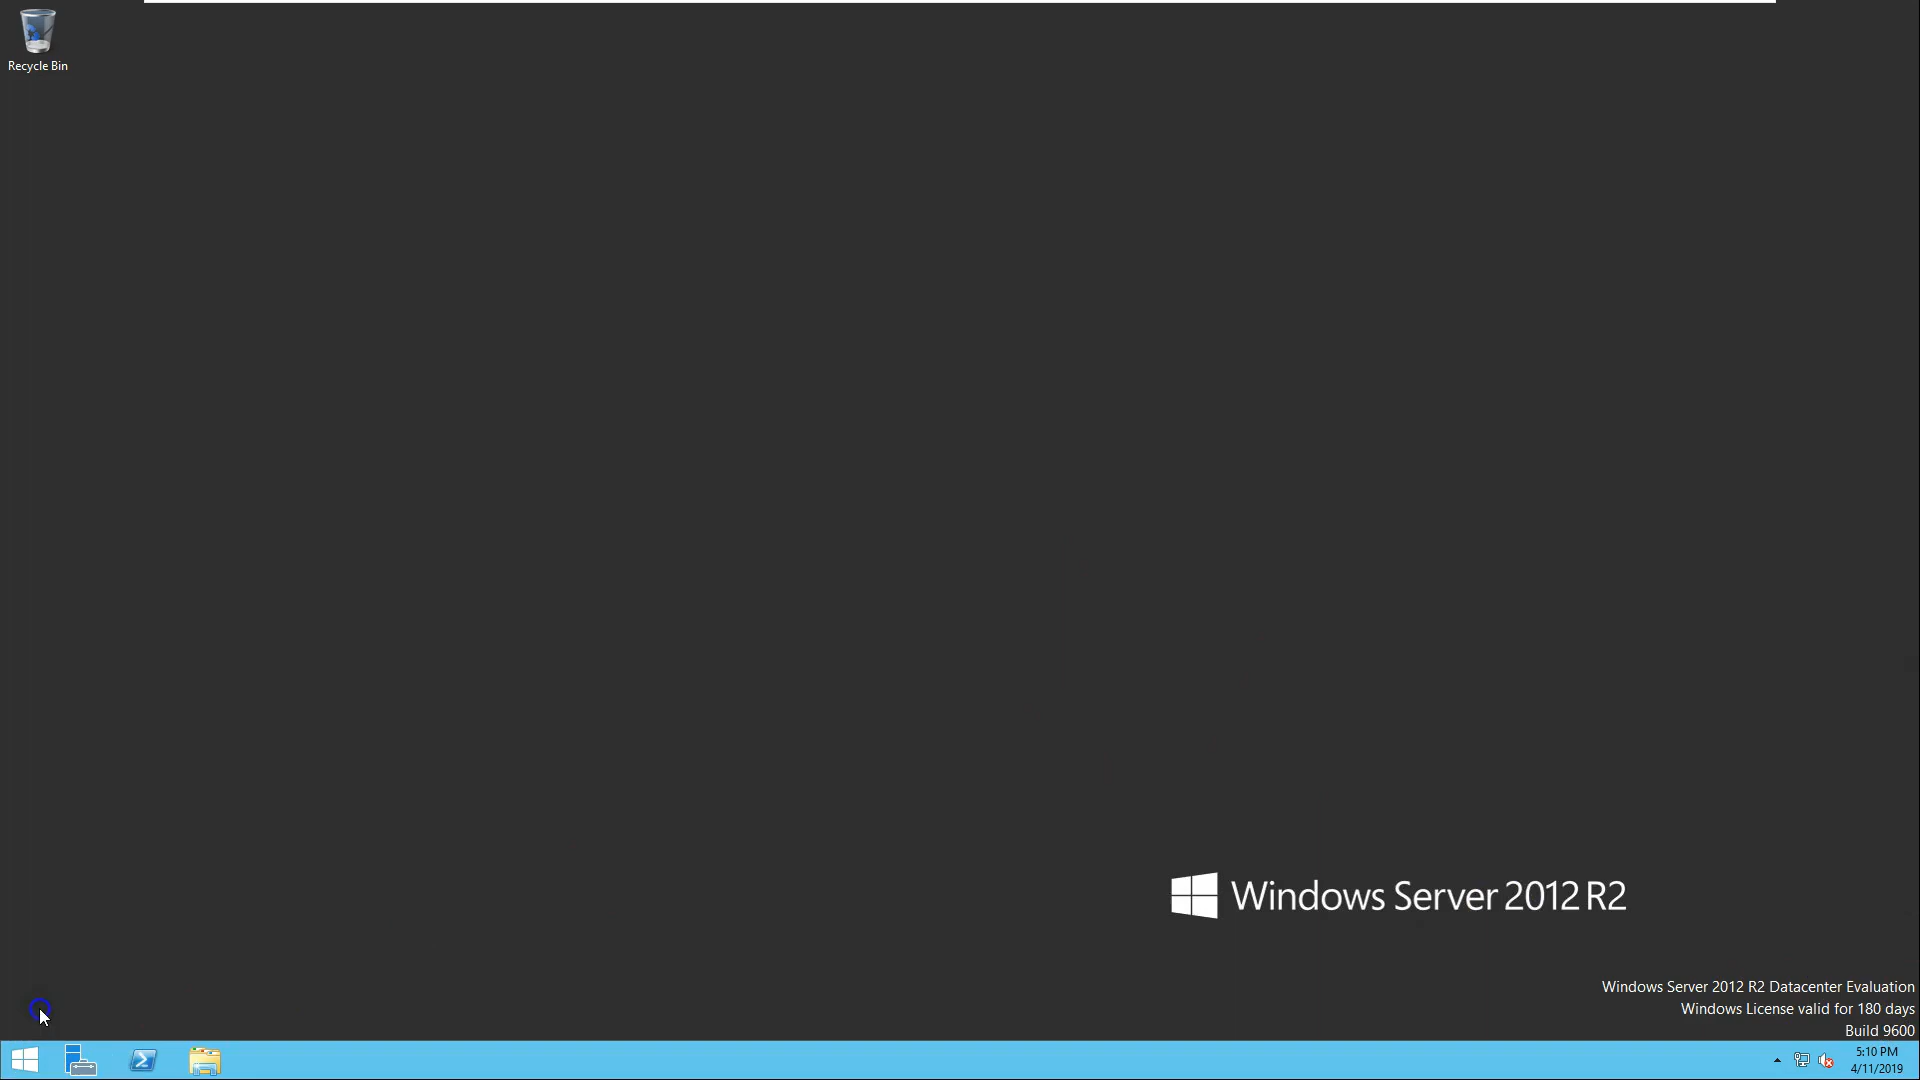 Recycle Bin
Windows Server 2012 R2
Windows Server 2012 R2 Datacenter Evaluation
Windows License valid for 180 days
Build 9600
5:10 PM
4/11/2019